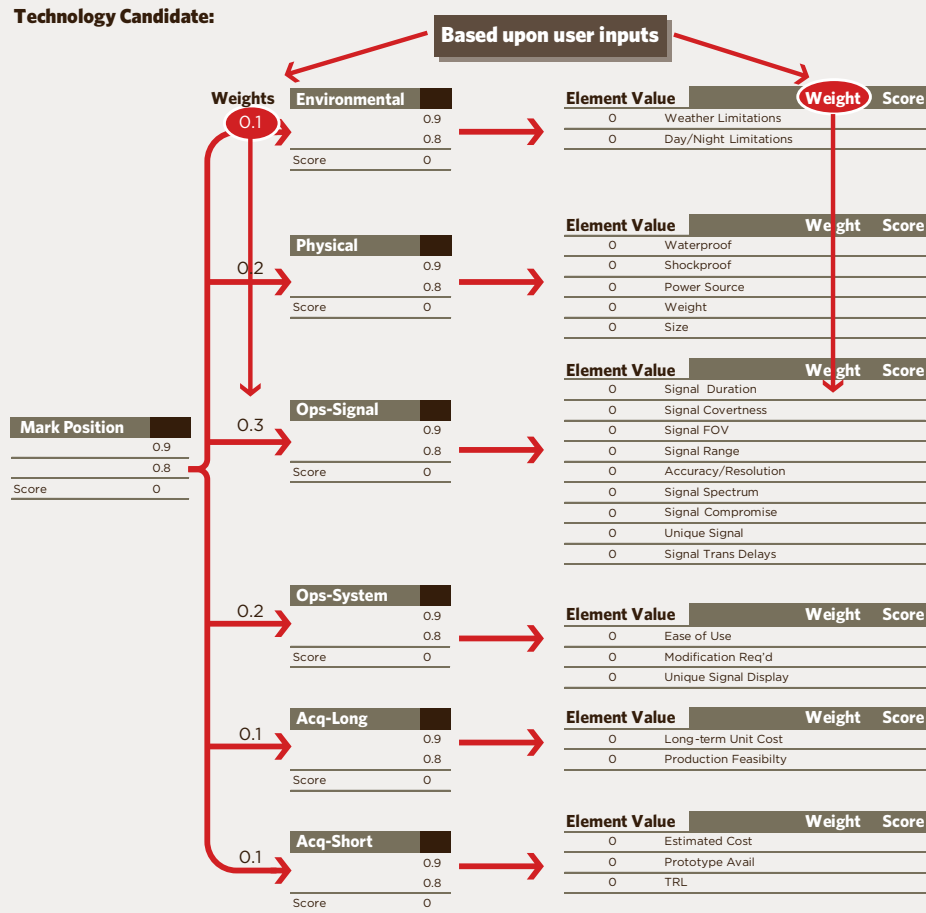 Technology Candidate:
Based upon user inputs
Weights
0.1
Environmental
0.9
0.8
Score 0
Element Value Weight Score
0 Weather Limitations
0 Day/Night Limitations
0.2
Physical
0.9
0.8
Score 0
Element Value Weight Score
0 Waterproof
0 Shockproof
0 Power Source
0 Weight
0 Size
Mark Position
0.9
0.8
Score 0
0.3
Ops-Signal
0.9
0.8
Score 0
Element Value Weight Score
0 Signal Duration
0 Signal Covertness
0 Signal FOV
0 Signal Range
0 Accuracy/Resolution
0 Signal Spectrum
0 Signal Compromise
0 Unique Signal
0 Signal Trans Delays
0.2
Ops-System
0.9
0.8
Score 0
Element Value Weight Score
0 Ease of Use
0 Modification Req'd
0 Unique Signal Display
0.1
Acq-Long
0.9
0.8
Score 0
Element Value Weight Score
0 Long-term Unit Cost
0 Production Feasibilty
0.1
Acq-Short
0.9
0.8
Score 0
Element Value Weight Score
0 Estimated Cost
0 Prototype Avail
0 TRL